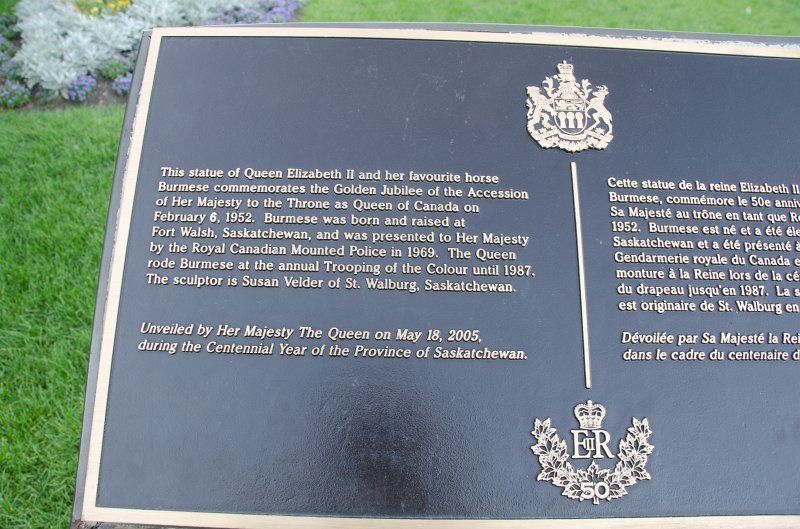 This statue of Queen Elizabeth II and her favourite horse
Burmese commemorates the Golden Jubilee of the Accession
of Her Majesty to the Throne as Queen of Canada on
February 6, 1952. Burmese was born and raised at
Fort Walsh, Saskatchewan, and was presented to Her Majesty
by the Royal Canadian Mounted Police in 1969. The Queen
rode Burmese at the annual Trooping of the Colour until 1987.
The sculptor is Susan Velder of St. Walburg, Saskatchewan.
Unveiled by Her Majesty The Queen on May 18, 2005,
during the Centennial Year of the Province of Saskatchewan.
Cette statue de la reine Elizabeth II
Burmese, commémore le 50e anniv
Sa Majesté au trône en tant que Re
1952. Burmese est né et a été éle
Saskatchewan et a été présenté à
Gendarmerie royale du Canada e
monture à la Reine lors de la cé
du drapeau jusqu'en 1987. La s
est originaire de St. Walburg en
Dévoilée par Sa Majesté la Rei
dans le cadre du centenaire d
EIIR
50